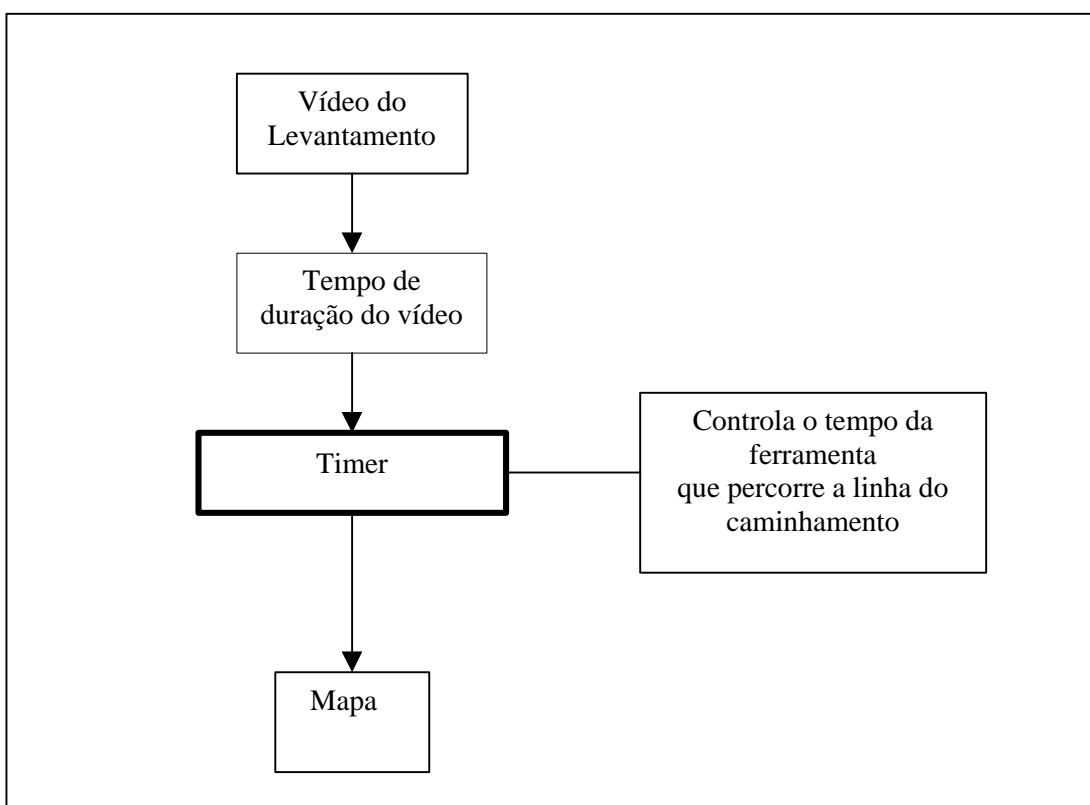 Vídeo do
Levantamento
Tempo de
duração do vídeo
Timer
Controla o tempo da
ferramenta
que percorre a linha do
caminhamento
Mapa